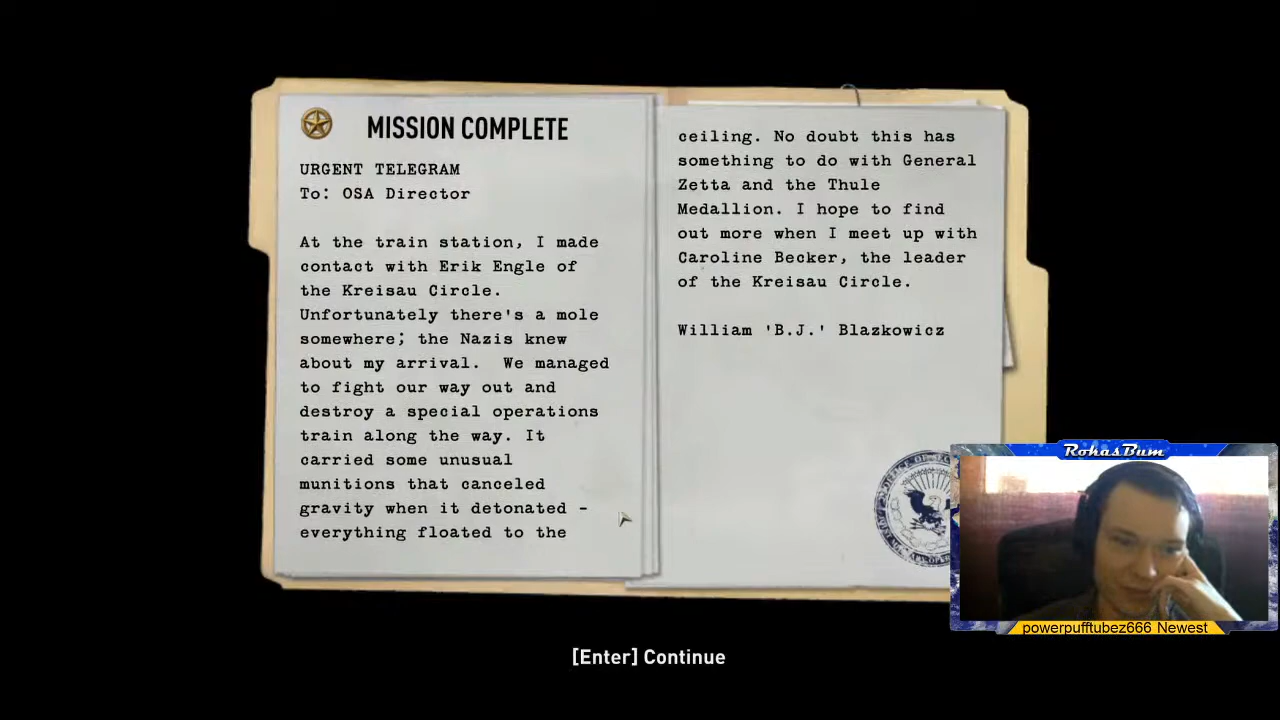 MISSION COMPLETE
URGENT TELEGRAM
To: OSA Director
At the train station, I made
contact with Erik Engle of
the Kreisau Circle.
Unfortunately there's a mole
somewhere; the Nazis knew
about my arrival.  We managed
to fight our way out and
destroy a special operations
train along the way. It
carried some unusual
munitions that canceled
gravity when it detonated -
everything floated to the
ceiling. No doubt this has
something to do with General
Zetta and the Thule
Medallion. I hope to find
out more when I meet up with
Caroline Becker, the leader
of the Kreisau Circle.
William 'B.J.' Blazkowicz
RohasBum
powerpufftubez666 Newest
[Enter] Continue